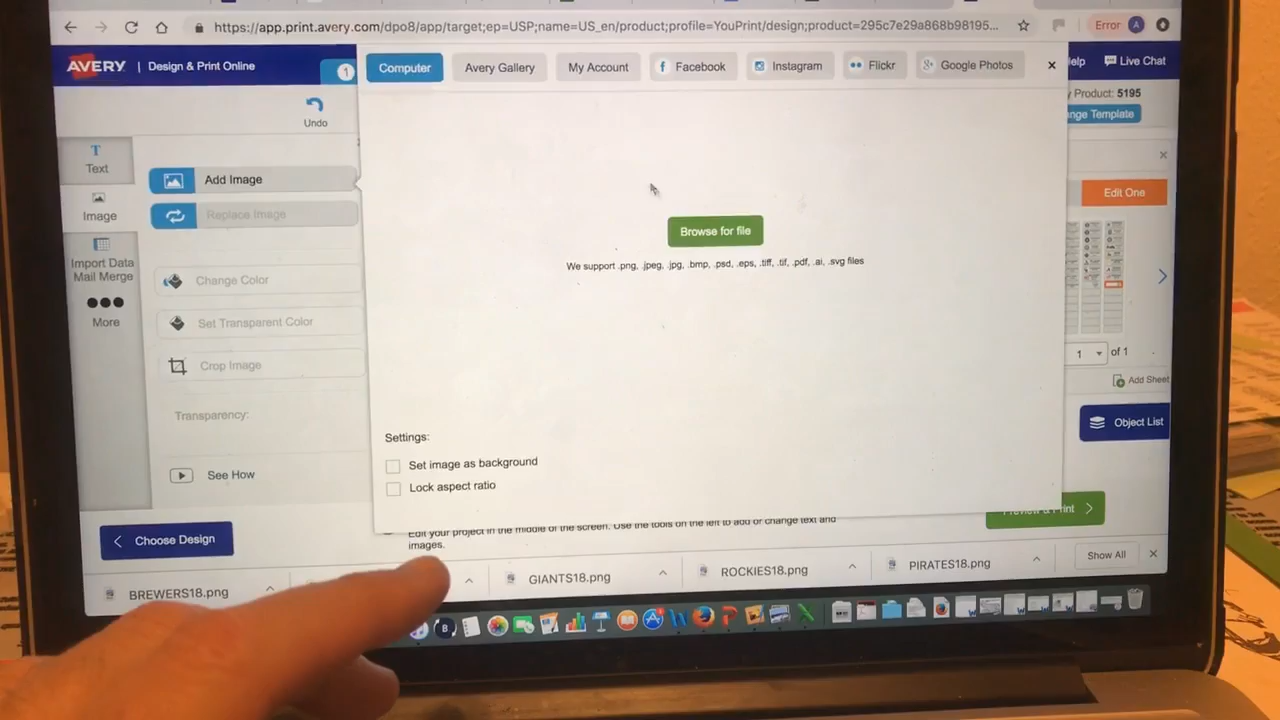 https://app.print.avery.com/dpo8/app/target;ep=USP;name=US_en/product;profile=YouPrint/design;product=295c7e29a868b98195...
Error A
AVERY | Design & Print Online
1
Computer
Avery Gallery
My Account
Facebook
Instagram
Flickr
Google Photos
Live Chat
Product: 5195
Undo
Text
Image
Import Data
Mail Merge
More
Add Image
Replace Image
Change Color
Set Transparent Color
Crop Image
Transparency:
See How
Browse for file
We support .png, .jpeg, .jpg, .bmp, .psd, .eps, .tiff, .tif, .pdf, .ai, .svg files
Settings:
Set image as background
Lock aspect ratio
Template
Edit One
1 of 1
Add Sheet
Object List
Choose Design
Edit your project in the middle of the screen. Use the tools on the left to add or change text and
images.
BREWERS18.png
GIANTS18.png
ROCKIES18.png
PIRATES18.png
Show All